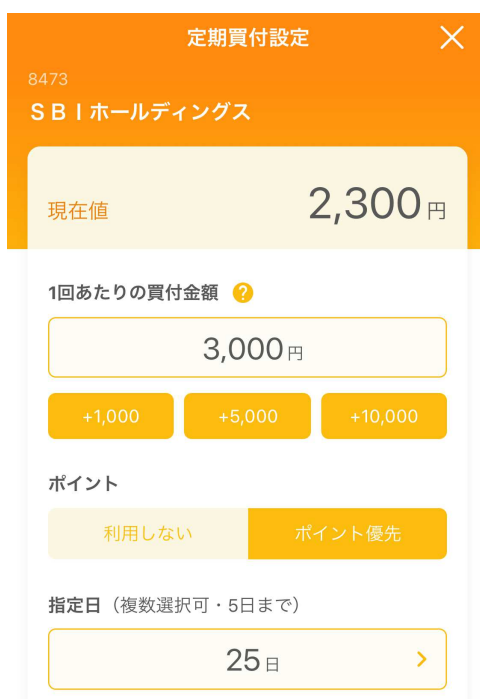 定期買付設定
8473
ＳＢＩホールディングス
現在値 2,300円
1回あたりの買付金額 ?
3,000円
+1,000 +5,000 +10,000
ポイント
利用しない ポイント優先
指定日（複数選択可・5日まで）
25日